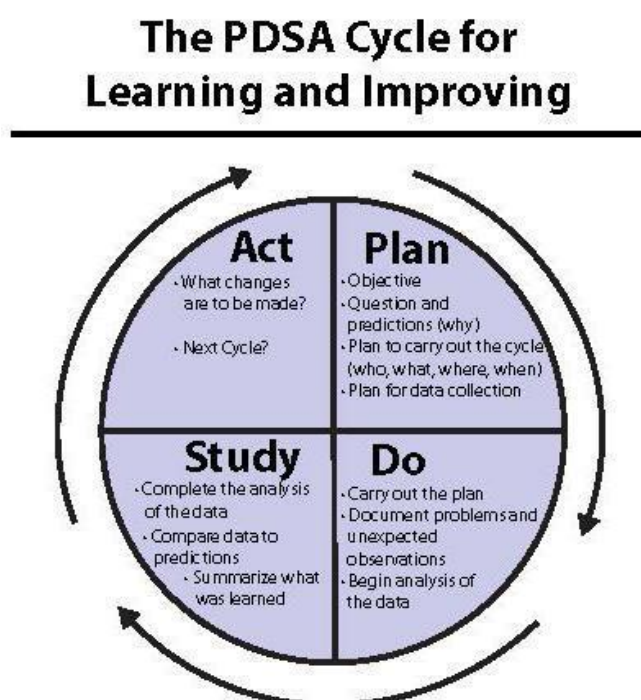 The PDSA Cycle for
Learning and Improving
Act
• What changes
are to be made?
• Next Cycle?
Plan
• Objective
• Question and
predictions (why)
• Plan to carry out the cycle
(who, what, where, when)
• Plan for data collection
Study
• Complete the analysis
of the data
• Compare data to
predictions
• Summarize what
was learned
Do
• Carry out the plan
• Document problems and
unexpected
observations
• Begin analysis of
the data